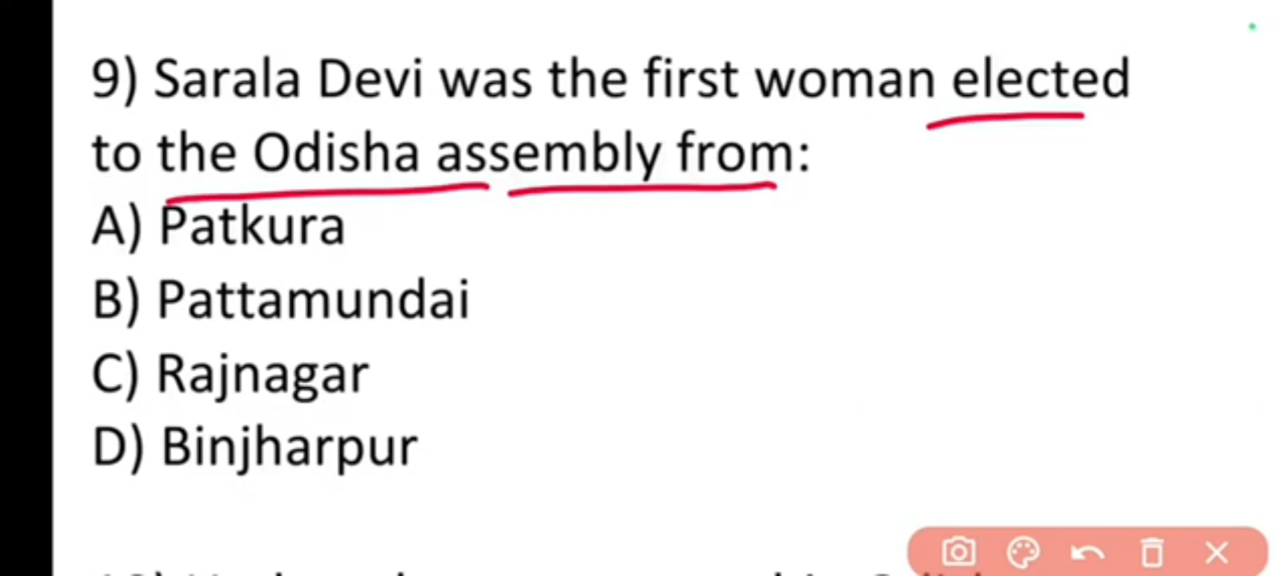 9) Sarala Devi was the first woman elected
to the Odisha assembly from:
A) Patkura
B) Pattamundai
C) Rajnagar
D) Binjharpur